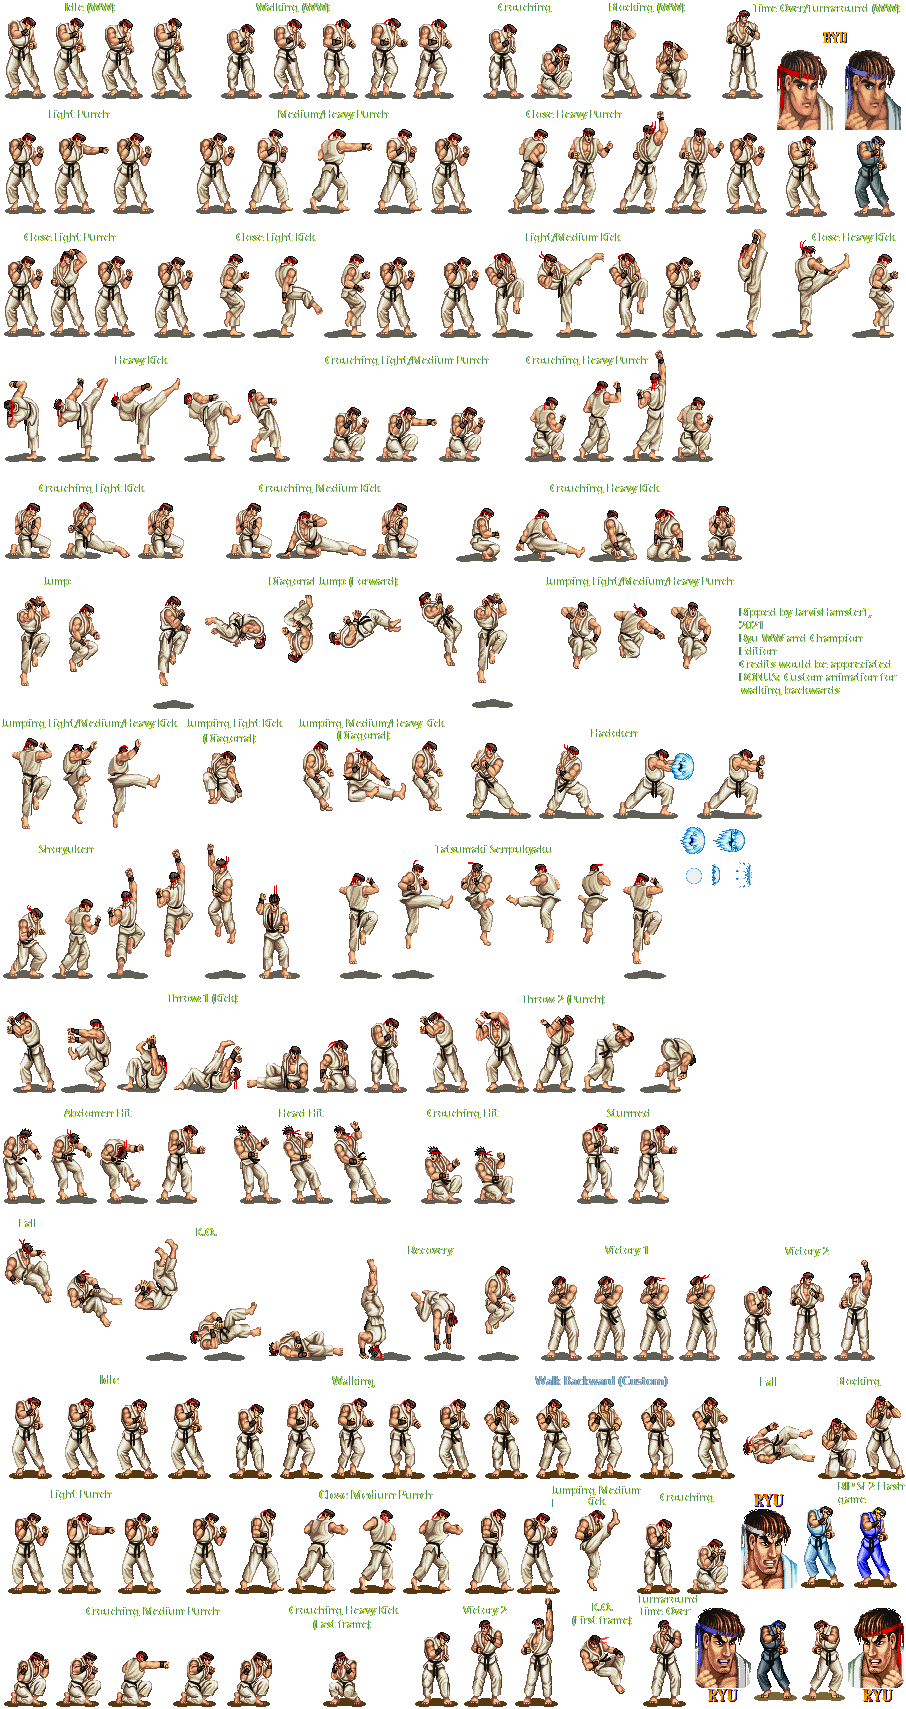 Idle (WW)
Walking (WW)
Crouching
Blocking (WW)
Time Over/Turnaround (WW)
RYU
Light Punch
Medium/Heavy Punch
Close Heavy Punch
Close Light Punch
Close Light Kick
Light/Medium Kick
Close Heavy Kick
Heavy Kick
Crouching Light/Medium Punch
Crouching Heavy Punch
Crouching Light Kick
Crouching Medium Kick
Crouching Heavy Kick
Jump
Diagonal Jump (Forward)
Jumping Light/Medium/Heavy Punch
Ripped by JarvisHamster1,
2021
Ryu WW and Champion
Edition
Credits would be appreciated
BONUS: Custom animation for
walking backwards
Jumping Light/Medium/Heavy Kick
Jumping Light Kick
(Diagonal)
Jumping Medium/Heavy Kick
(Diagonal)
Hadoken
Shoryuken
Tatsumaki Senpukyaku
Throw 1 (Kick)
Throw 2 (Punch)
Abdomen Hit
Head Hit
Crouching Hit
Stunned
Fall
K.O.
Recovery
Victory 1
Victory 2
Idle
Walking
Walk Backward (Custom)
Fall
Blocking
Light Punch
Close Medium Punch
Jumping Medium
Kick
Crouching
RYU
RIP SF2 Flash
game
Crouching Medium Punch
Crouching Heavy Kick
(Last frame)
Victory 2
K.O.
(First frame)
Turnaround
Time Over
RYU
RYU